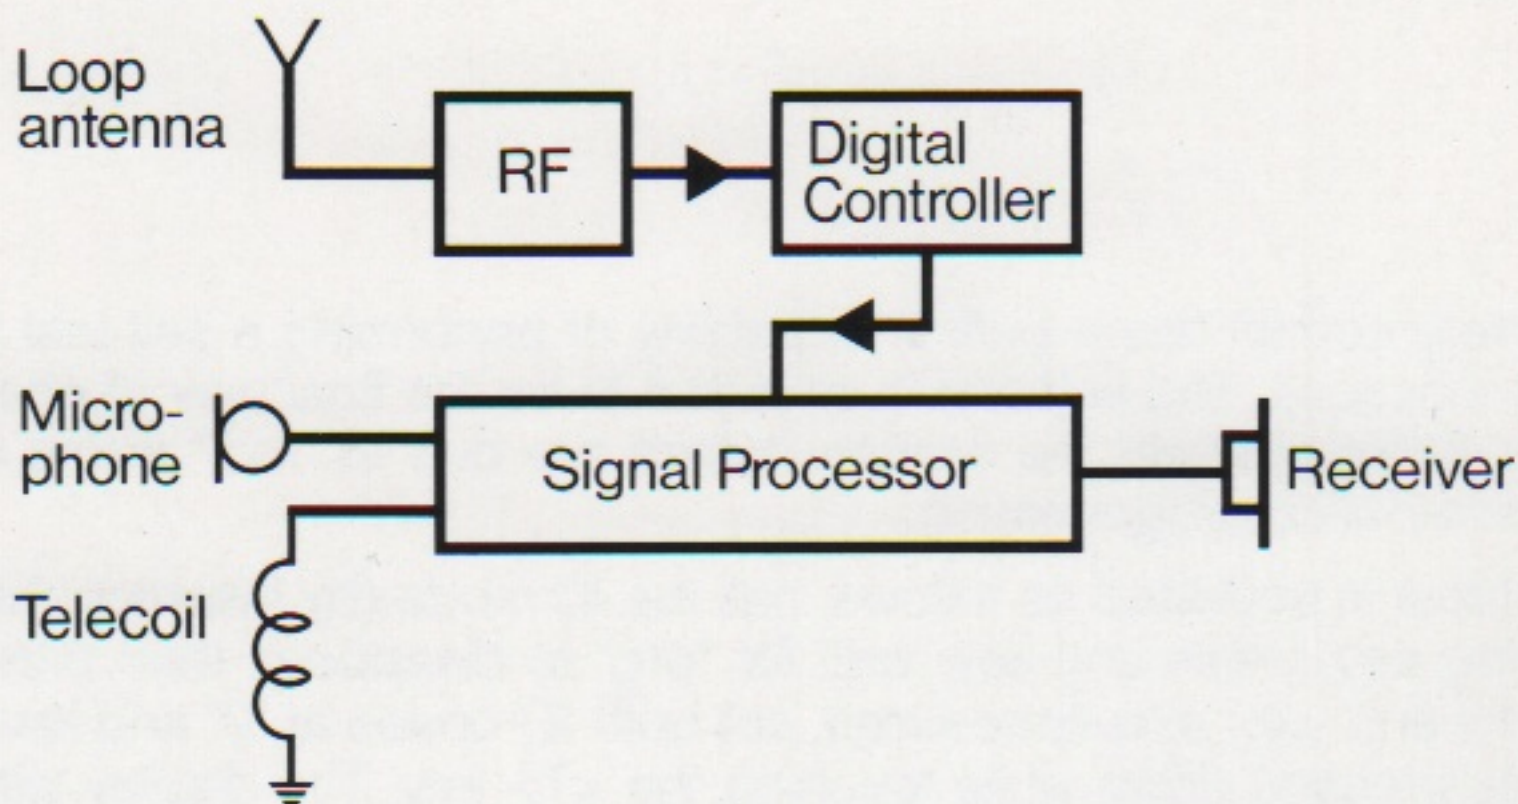 Loop
antenna
RF
Digital
Controller
Micro-
phone
Signal Processor
Receiver
Telecoil